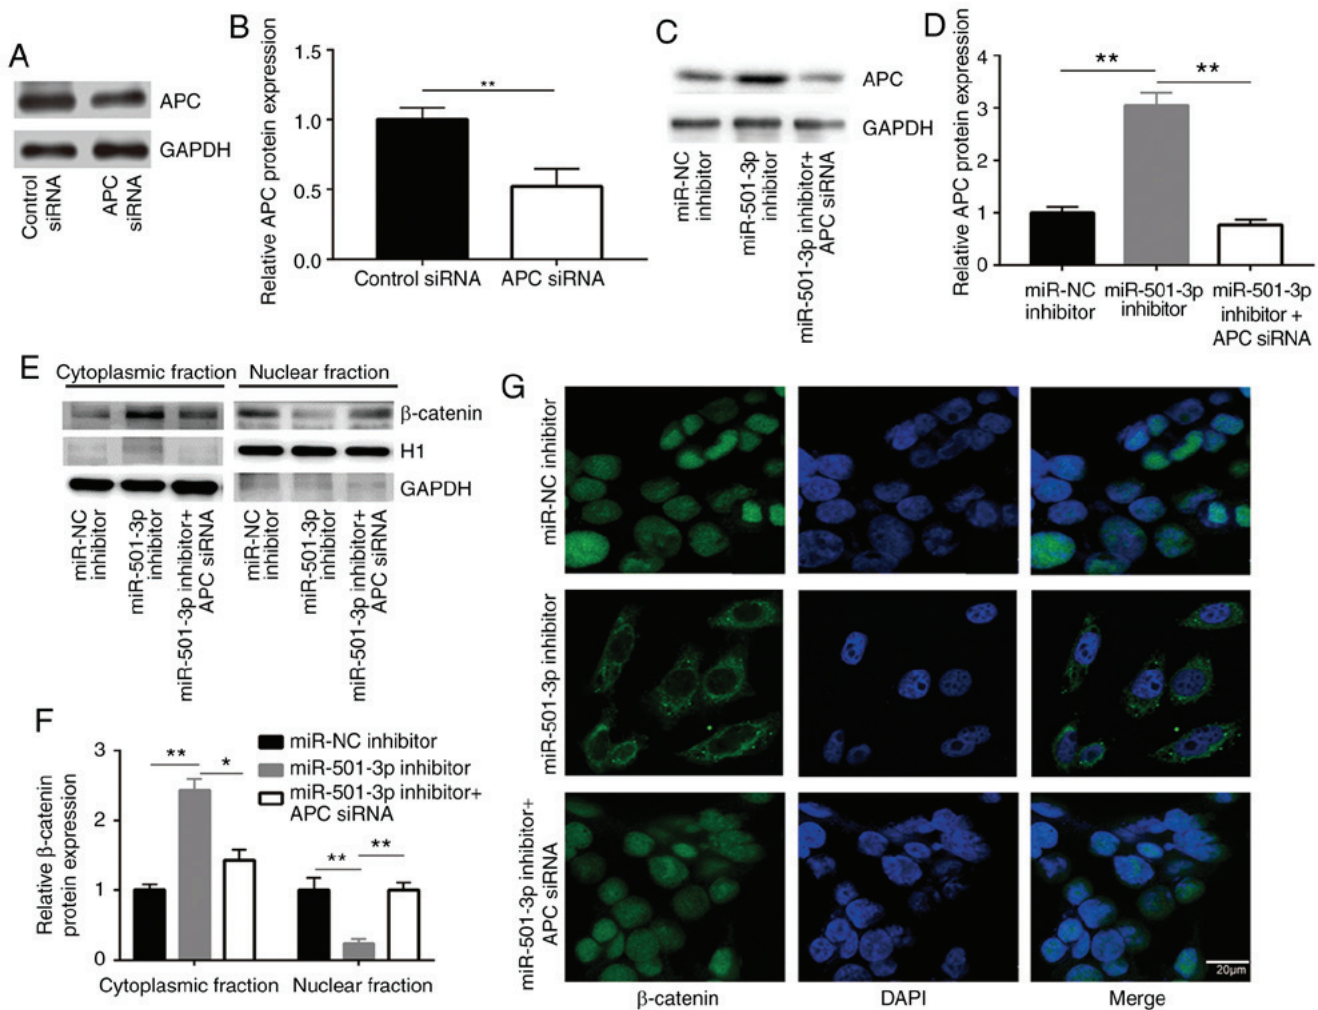 A
APC
GAPDH
Control
siRNA
APC
siRNA
B
Relative APC protein expression
1.5
1.0
0.5
0.0
**
Control siRNA
APC siRNA
C
APC
GAPDH
miR-NC
inhibitor
miR-501-3p
inhibitor
miR-501-3p inhibitor+
APC siRNA
D
Relative APC protein expression
4
3
2
1
0
**
**
miR-NC
inhibitor
miR-501-3p
inhibitor
miR-501-3p
inhibitor +
APC siRNA
E
Cytoplasmic fraction
Nuclear fraction
β-catenin
H1
GAPDH
miR-NC
inhibitor
miR-501-3p
inhibitor
miR-501-3p inhibitor+
APC siRNA
miR-NC
inhibitor
miR-501-3p
inhibitor
miR-501-3p inhibitor+
APC siRNA
F
Relative β-catenin
protein expression
3
2
1
0
**
*
**
**
miR-NC inhibitor
miR-501-3p inhibitor
miR-501-3p inhibitor+
APC siRNA
Cytoplasmic fraction
Nuclear fraction
G
miR-NC inhibitor
miR-501-3p inhibitor
miR-501-3p inhibitor+
APC siRNA
20μm
β-catenin
DAPI
Merge